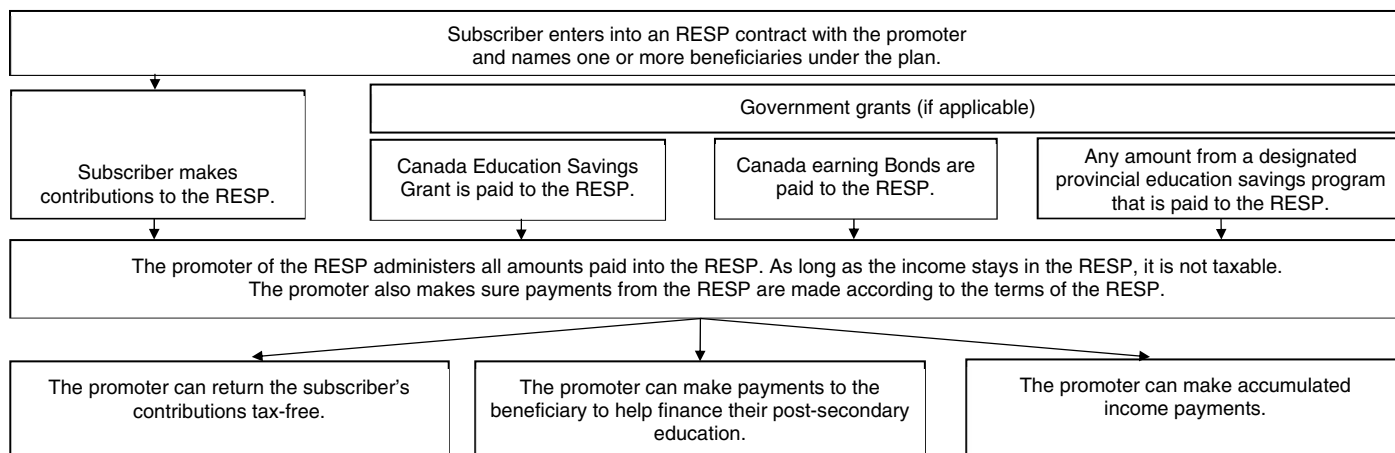 Subscriber enters into an RESP contract with the promoter
and names one or more beneficiaries under the plan.
Government grants (if applicable)
Subscriber makes
contributions to the RESP.
Canada Education Savings
Grant is paid to the RESP.
Canada earning Bonds are
paid to the RESP.
Any amount from a designated
provincial education savings program
that is paid to the RESP.
The promoter of the RESP administers all amounts paid into the RESP. As long as the income stays in the RESP, it is not taxable.
The promoter also makes sure payments from the RESP are made according to the terms of the RESP.
The promoter can return the subscriber's
contributions tax-free.
The promoter can make payments to the
beneficiary to help finance their post-secondary
education.
The promoter can make accumulated
income payments.